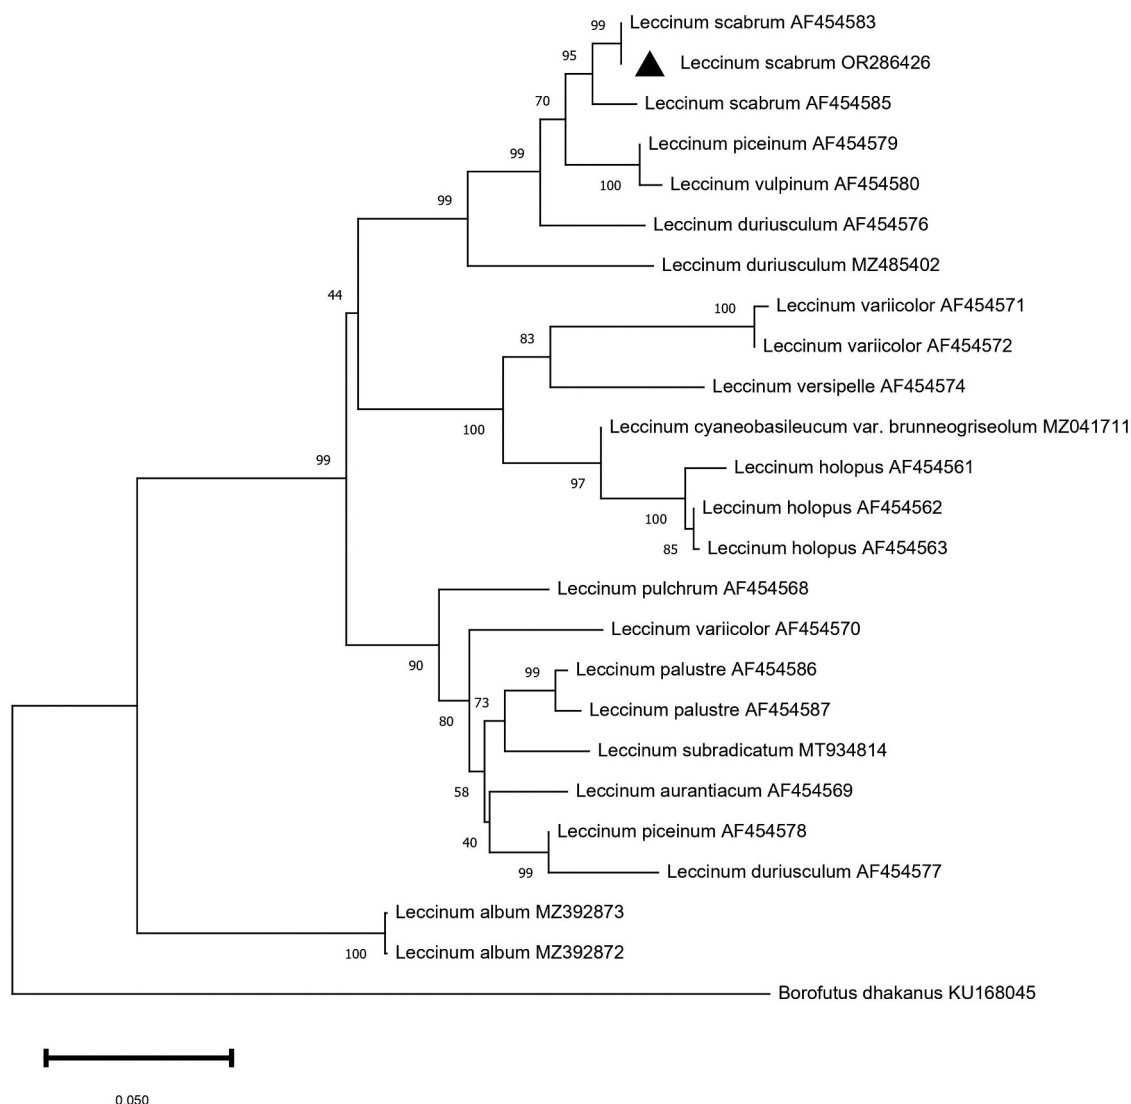 99
Leccinum scabrum AF454583
Leccinum scabrum OR286426
95
Leccinum scabrum AF454585
70
Leccinum piceinum AF454579
99
100
Leccinum vulpinum AF454580
99
Leccinum duriusculum AF454576
Leccinum duriusculum MZ485402
44
100
Leccinum variicolor AF454571
83
Leccinum variicolor AF454572
Leccinum versipelle AF454574
100
Leccinum cyaneobasileucum var. brunneogriseolum MZ041711
99
Leccinum holopus AF454561
97
Leccinum holopus AF454562
100
85
Leccinum holopus AF454563
Leccinum pulchrum AF454568
Leccinum variicolor AF454570
90
99
Leccinum palustre AF454586
73
Leccinum palustre AF454587
80
Leccinum subradicatum MT934814
58
Leccinum aurantiacum AF454569
40
Leccinum piceinum AF454578
99
Leccinum duriusculum AF454577
Leccinum album MZ392873
100
Leccinum album MZ392872
Borofutus dhakanus KU168045
0.050